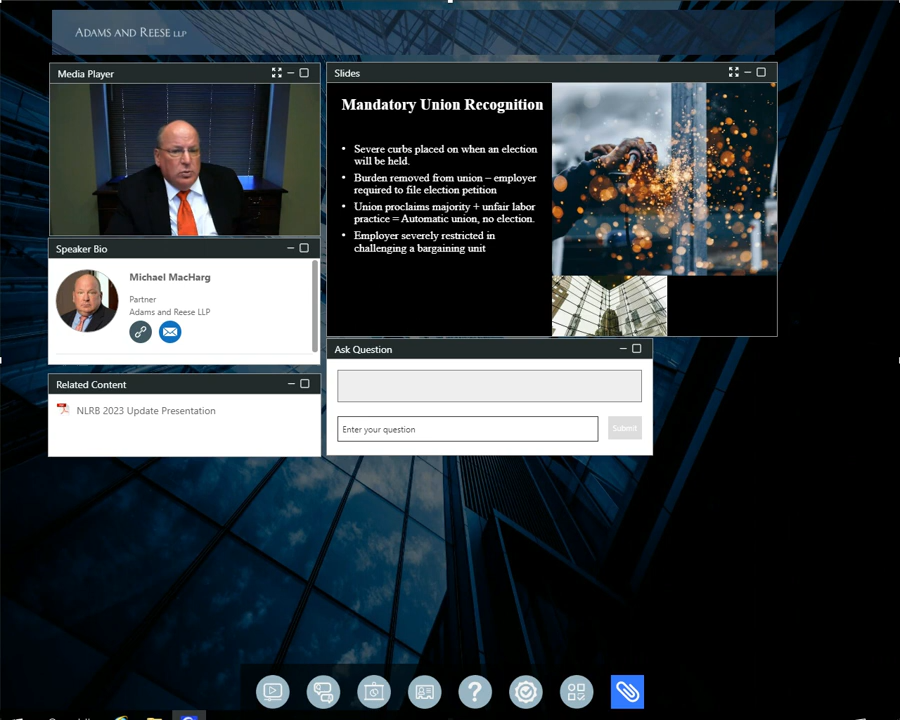 ADAMS AND REESE LLP
Media Player
Slides
Mandatory Union Recognition
• Severe curbs placed on when an election
will be held.
• Burden removed from union – employer
required to file election petition
• Union proclaims majority + unfair labor
practice = Automatic union, no election.
• Employer severely restricted in
challenging a bargaining unit
Speaker Bio
Michael MacHarg
Partner
Adams and Reese LLP
Ask Question
Enter your question
Submit
Related Content
NLRB 2023 Update Presentation